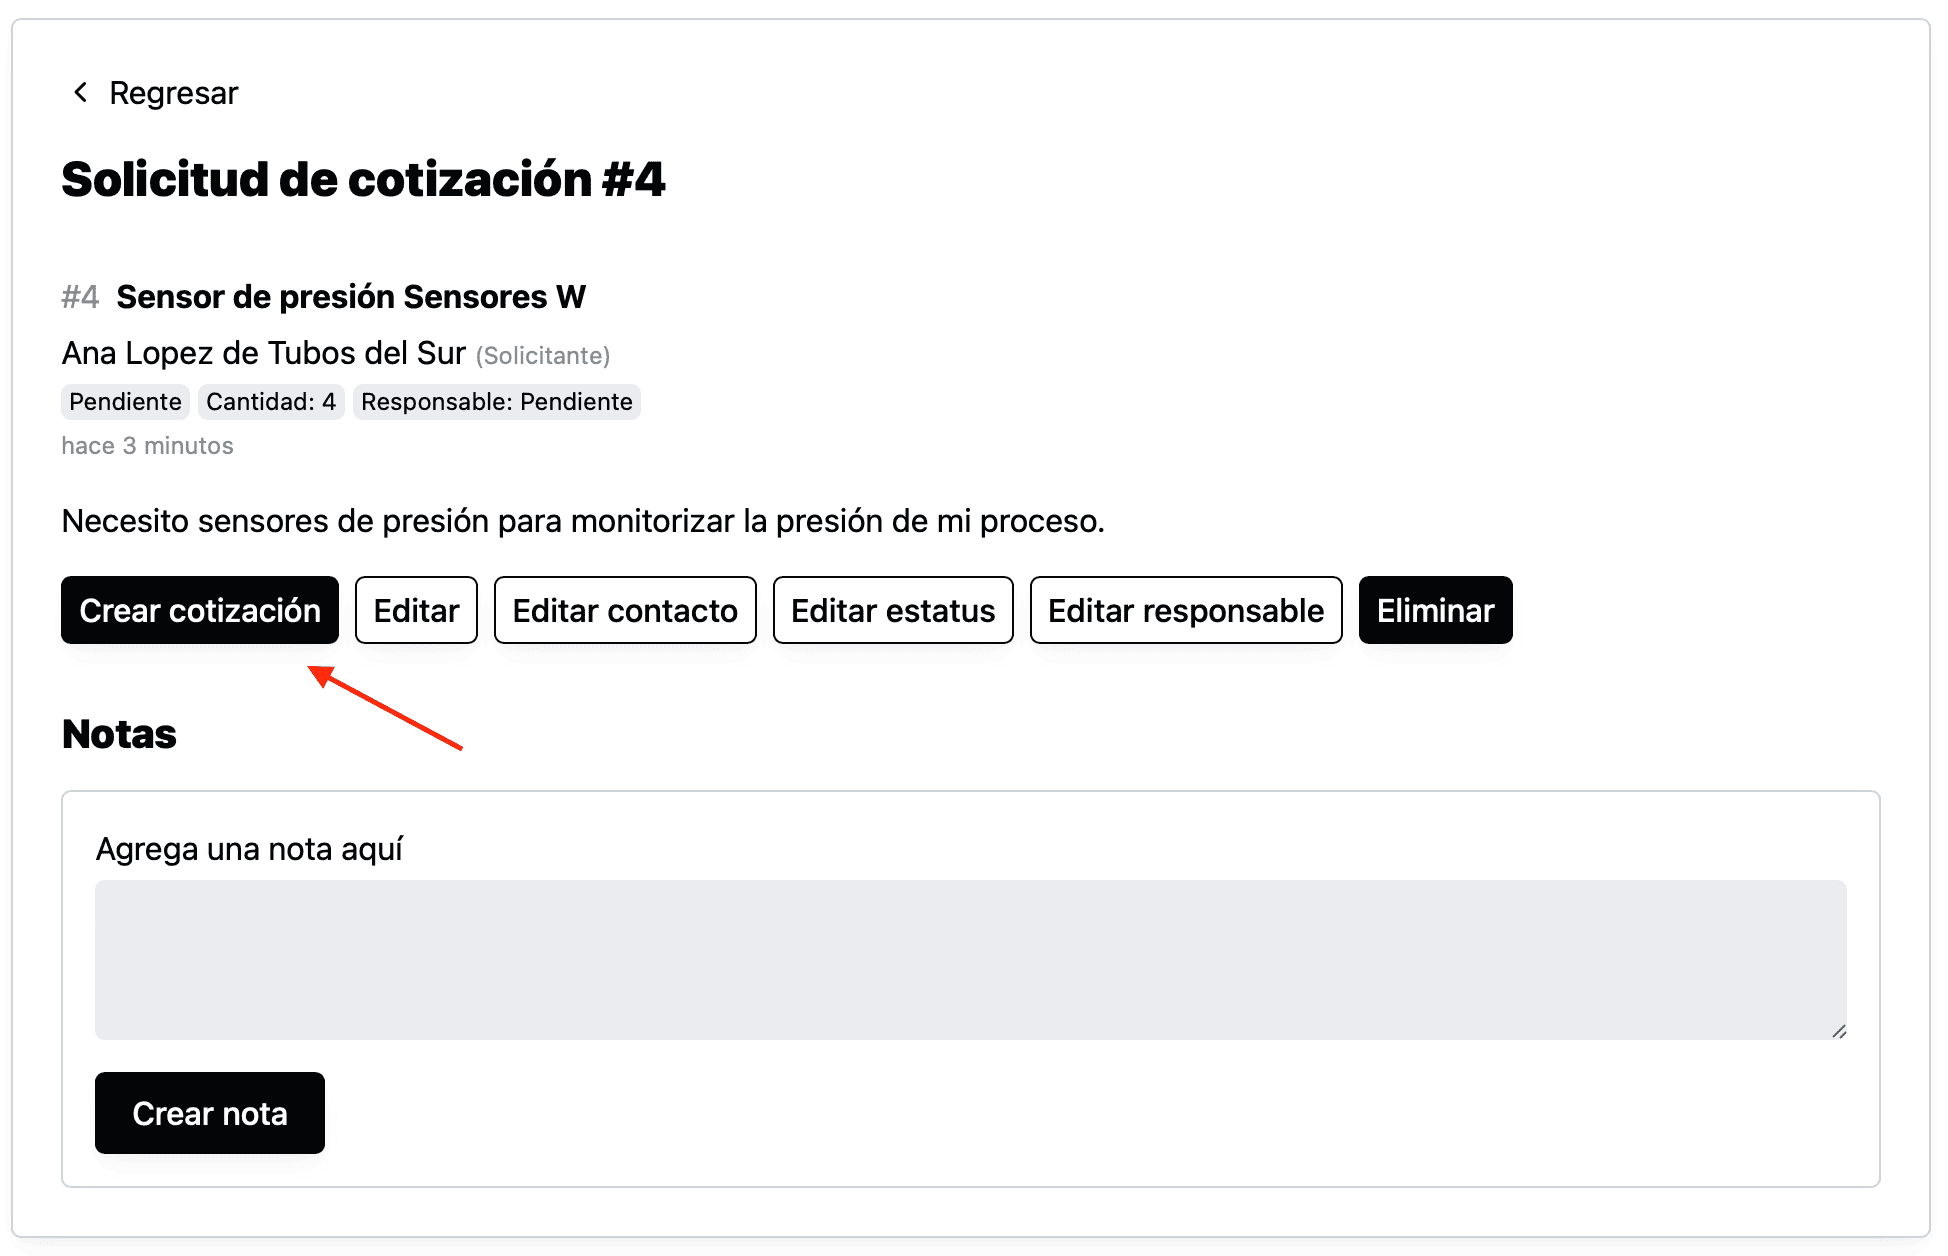 Regresar
Solicitud de cotización #4
#4 Sensor de presión Sensores W
Ana Lopez de Tubos del Sur (Solicitante)
Pendiente Cantidad: 4 Responsable: Pendiente
hace 3 minutos
Necesito sensores de presión para monitorizar la presión de mi proceso.
Crear cotización Editar Editar contacto Editar estatus Editar responsable Eliminar
Notas
Agrega una nota aquí
Crear nota